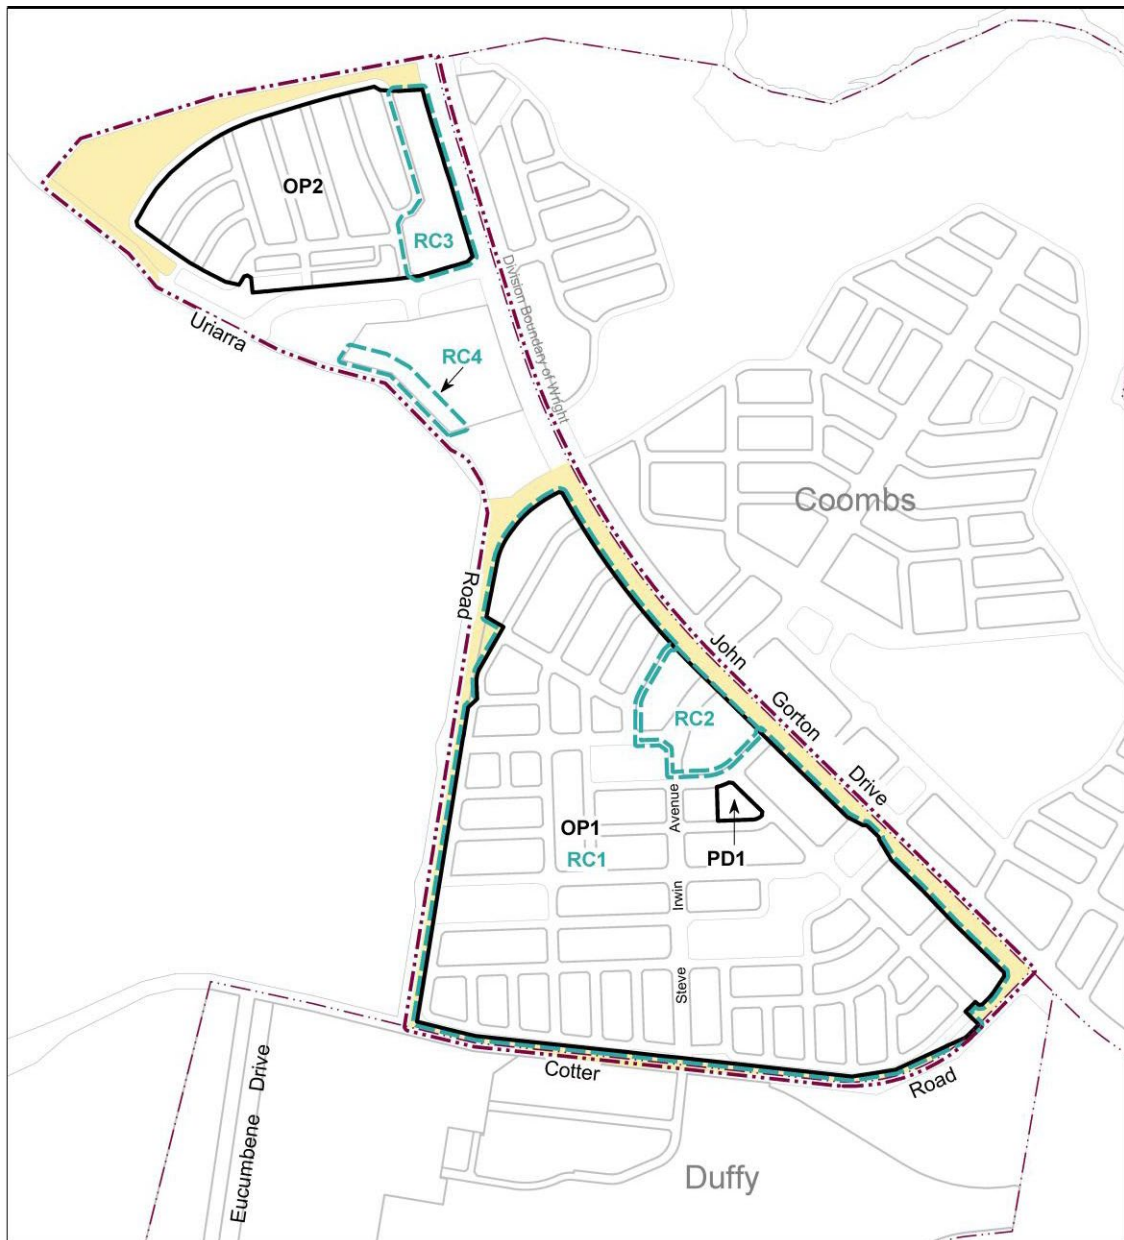 OP2
RC3
Division Boundary of Wright
Uriarra
RC4
Coombs
Road
John
Gorton
Drive
RC2
Avenue
OP1
RC1
PD1
Irwin
Steve
Cotter
Road
Eucumbene Drive
Duffy